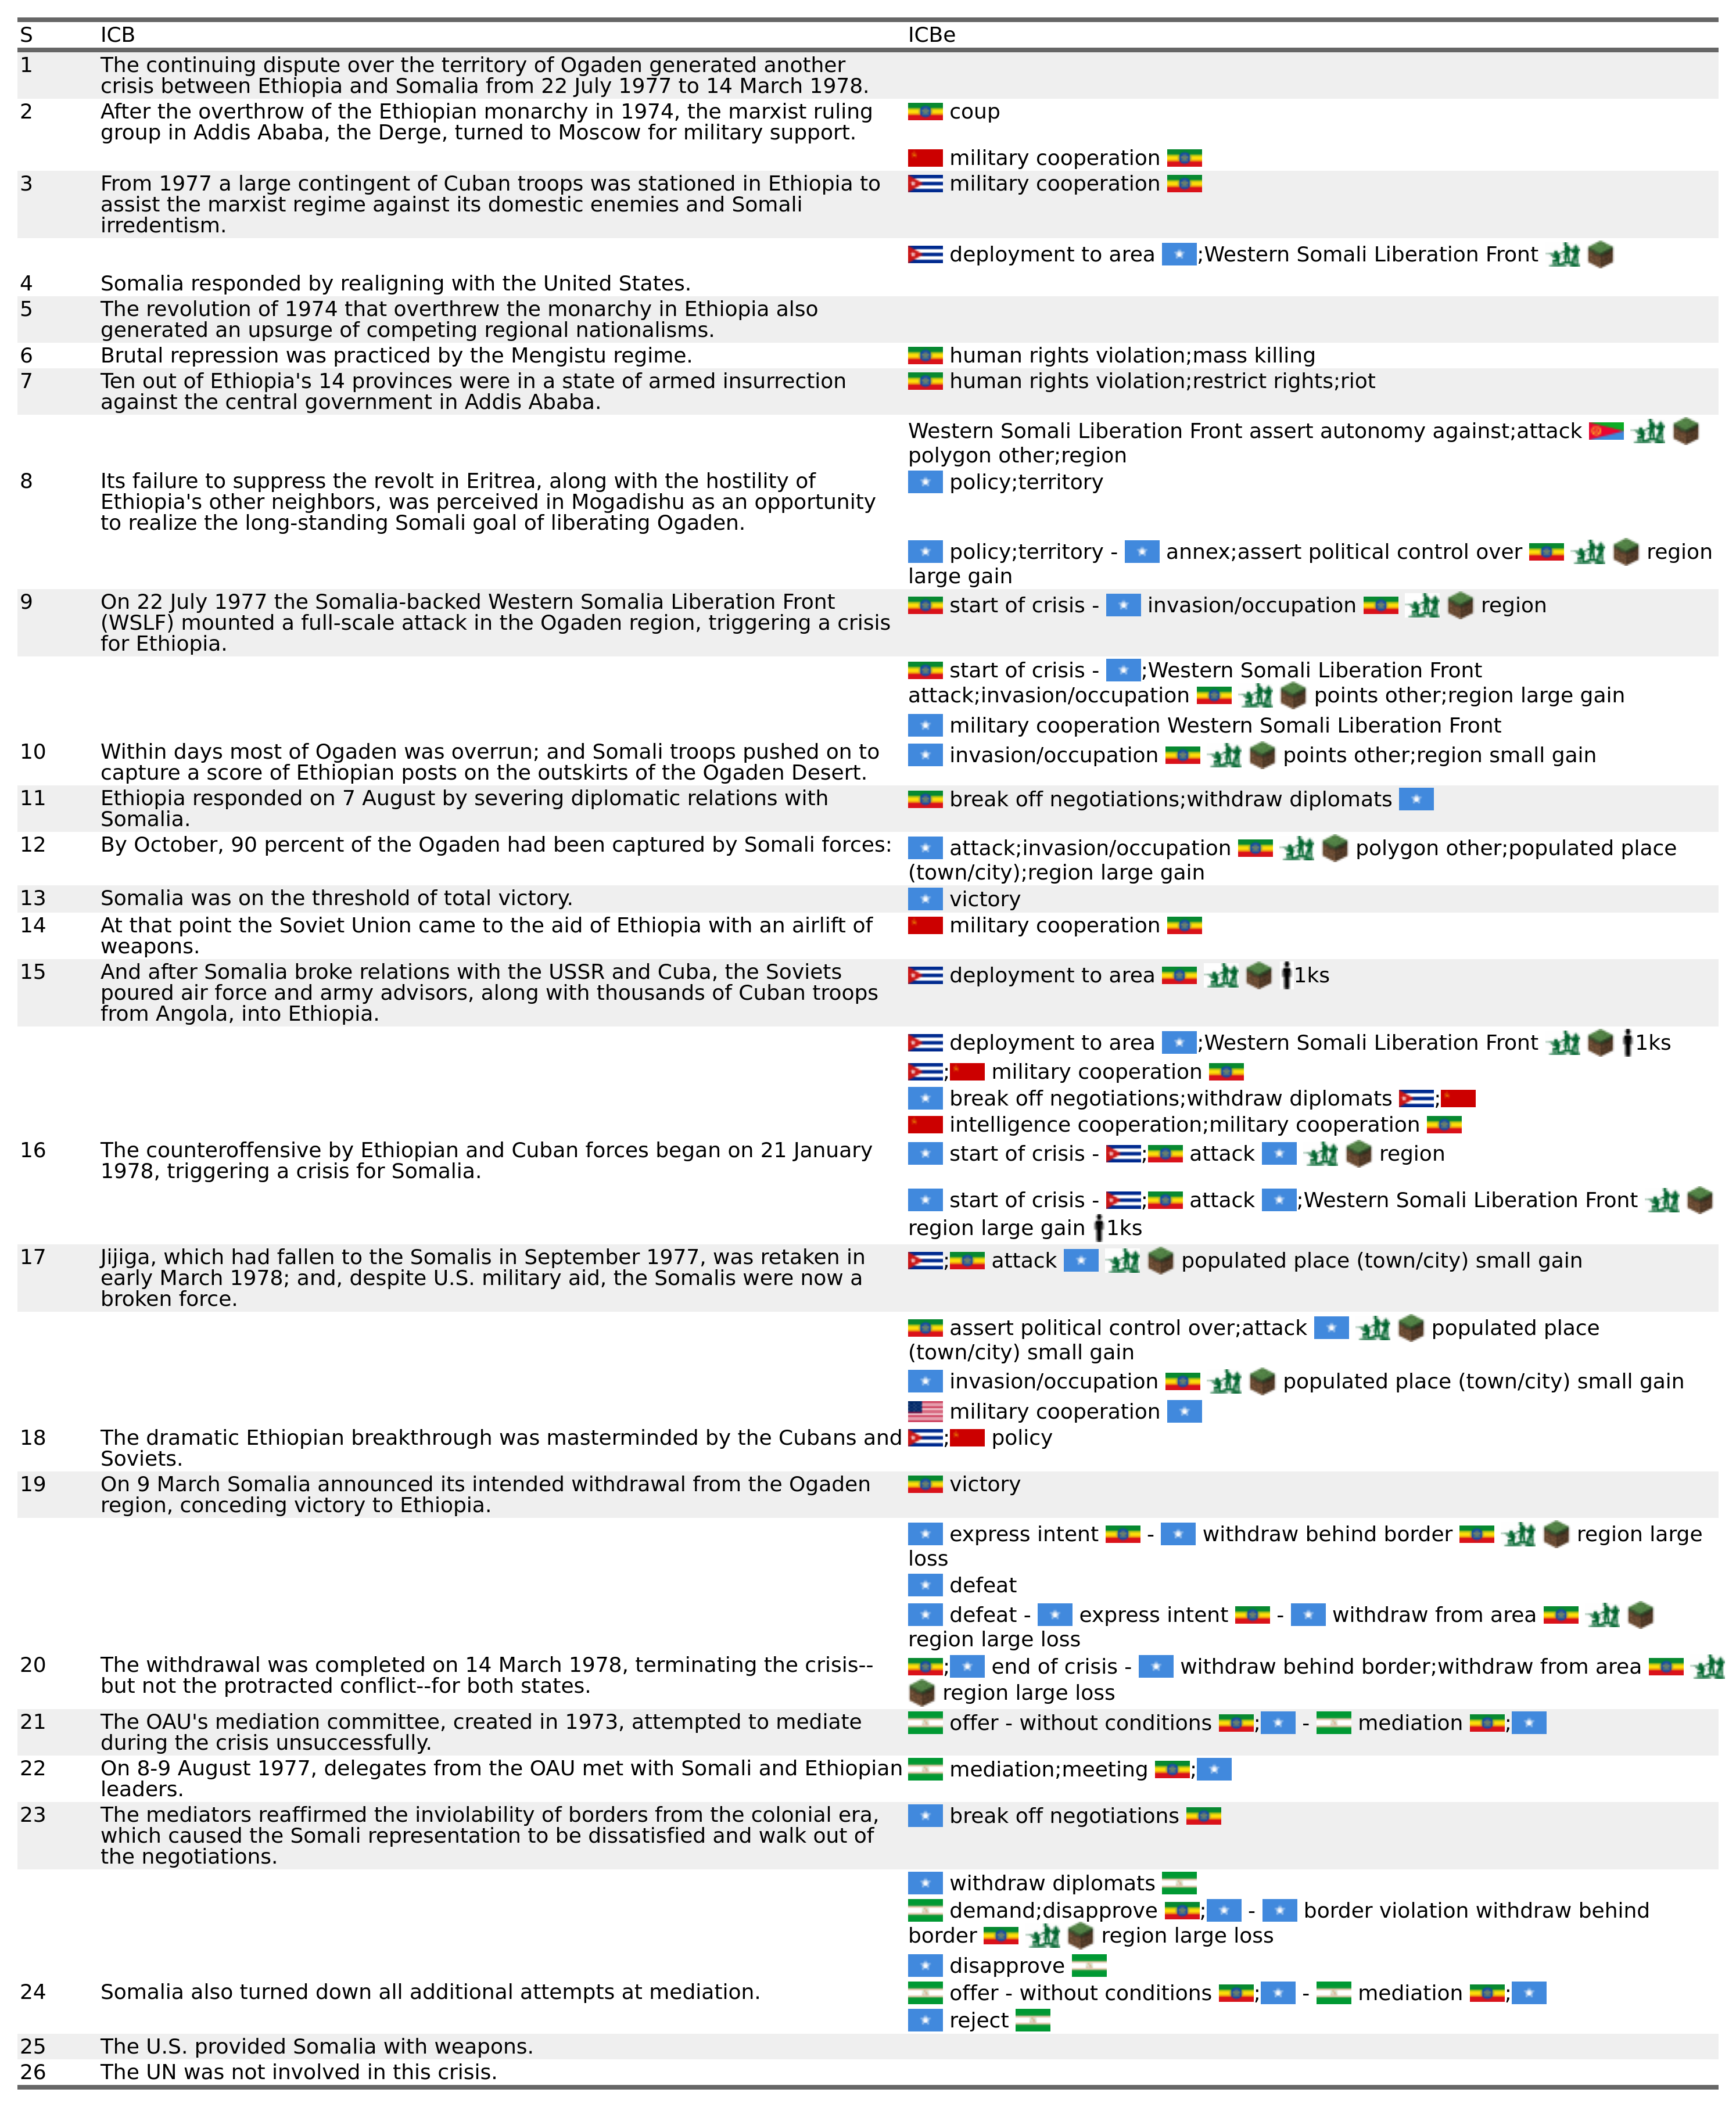 S ICB ICBe
1 The continuing dispute over the territory of Ogaden generated another
crisis between Ethiopia and Somalia from 22 July 1977 to 14 March 1978.
2 After the overthrow of the Ethiopian monarchy in 1974, the marxist ruling
group in Addis Ababa, the Derge, turned to Moscow for military support.
coup
military cooperation
3 From 1977 a large contingent of Cuban troops was stationed in Ethiopia to
assist the marxist regime against its domestic enemies and Somali
irredentism.
military cooperation
deployment to area ;Western Somali Liberation Front
4 Somalia responded by realigning with the United States.
5 The revolution of 1974 that overthrew the monarchy in Ethiopia also
generated an upsurge of competing regional nationalisms.
6 Brutal repression was practiced by the Mengistu regime.
human rights violation;mass killing
7 Ten out of Ethiopia's 14 provinces were in a state of armed insurrection
against the central government in Addis Ababa.
human rights violation;restrict rights;riot
Western Somali Liberation Front assert autonomy against;attack
polygon other;region
8 Its failure to suppress the revolt in Eritrea, along with the hostility of
Ethiopia's other neighbors, was perceived in Mogadishu as an opportunity
to realize the long-standing Somali goal of liberating Ogaden.
policy;territory
policy;territory - annex;assert political control over region
large gain
9 On 22 July 1977 the Somalia-backed Western Somalia Liberation Front
(WSLF) mounted a full-scale attack in the Ogaden region, triggering a crisis
for Ethiopia.
start of crisis - invasion/occupation region
start of crisis - ;Western Somali Liberation Front
attack;invasion/occupation points other;region large gain
military cooperation Western Somali Liberation Front
10 Within days most of Ogaden was overrun; and Somali troops pushed on to
capture a score of Ethiopian posts on the outskirts of the Ogaden Desert.
invasion/occupation points other;region small gain
11 Ethiopia responded on 7 August by severing diplomatic relations with
Somalia.
break off negotiations;withdraw diplomats
12 By October, 90 percent of the Ogaden had been captured by Somali forces:
attack;invasion/occupation polygon other;populated place
(town/city);region large gain
13 Somalia was on the threshold of total victory.
victory
14 At that point the Soviet Union came to the aid of Ethiopia with an airlift of
weapons.
military cooperation
15 And after Somalia broke relations with the USSR and Cuba, the Soviets
poured air force and army advisors, along with thousands of Cuban troops
from Angola, into Ethiopia.
deployment to area 1ks
deployment to area ;Western Somali Liberation Front 1ks
; military cooperation
break off negotiations;withdraw diplomats ;
intelligence cooperation;military cooperation
16 The counteroffensive by Ethiopian and Cuban forces began on 21 January
1978, triggering a crisis for Somalia.
start of crisis - ; attack region
start of crisis - ; attack ;Western Somali Liberation Front
region large gain 1ks
17 Jijiga, which had fallen to the Somalis in September 1977, was retaken in
early March 1978; and, despite U.S. military aid, the Somalis were now a
broken force.
; attack populated place (town/city) small gain
assert political control over;attack populated place
(town/city) small gain
invasion/occupation populated place (town/city) small gain
military cooperation
18 The dramatic Ethiopian breakthrough was masterminded by the Cubans and
Soviets.
; policy
19 On 9 March Somalia announced its intended withdrawal from the Ogaden
region, conceding victory to Ethiopia.
victory
express intent - withdraw behind border region large
loss
defeat
defeat - express intent - withdraw from area
region large loss
20 The withdrawal was completed on 14 March 1978, terminating the crisis--
but not the protracted conflict--for both states.
; end of crisis - withdraw behind border;withdraw from area
region large loss
21 The OAU's mediation committee, created in 1973, attempted to mediate
during the crisis unsuccessfully.
offer - without conditions ; - mediation ;
22 On 8-9 August 1977, delegates from the OAU met with Somali and Ethiopian
leaders.
mediation;meeting ;
23 The mediators reaffirmed the inviolability of borders from the colonial era,
which caused the Somali representation to be dissatisfied and walk out of
the negotiations.
break off negotiations
withdraw diplomats
demand;disapprove ; - border violation withdraw behind
border region large loss
disapprove
24 Somalia also turned down all additional attempts at mediation.
offer - without conditions ; - mediation ;
reject
25 The U.S. provided Somalia with weapons.
26 The UN was not involved in this crisis.